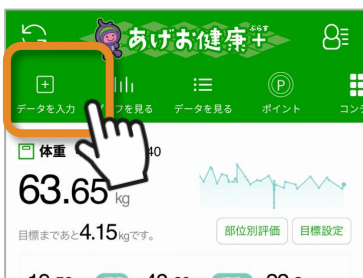 あげお健康+ぷらす
データを入力 フを見る データを見る Ⓟ ポイント コン
体重 40
63.65 kg
目標まであと4.15kgです。
部位別評価 目標設定